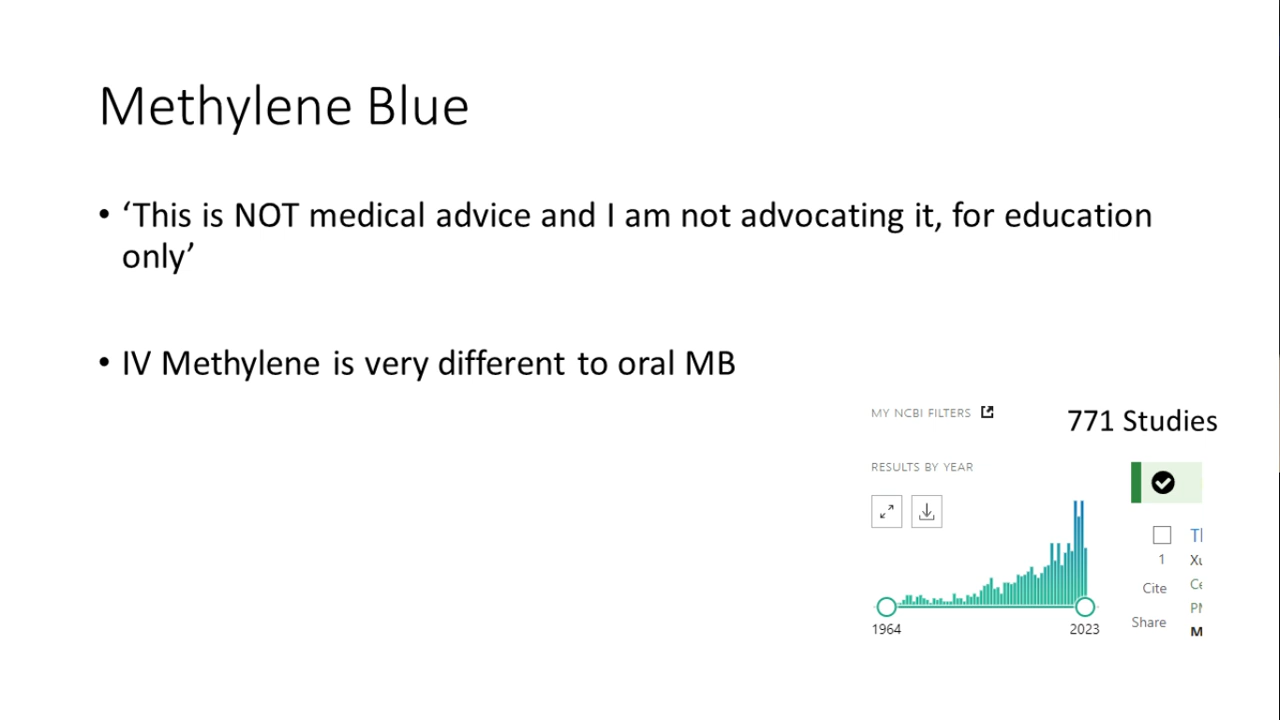 Methylene Blue
• ‘This is NOT medical advice and I am not advocating it, for education
only’
• IV Methylene is very different to oral MB
MY NCBI FILTERS
771 Studies
RESULTS BY YEAR
1
Cite
Share
1964
2023